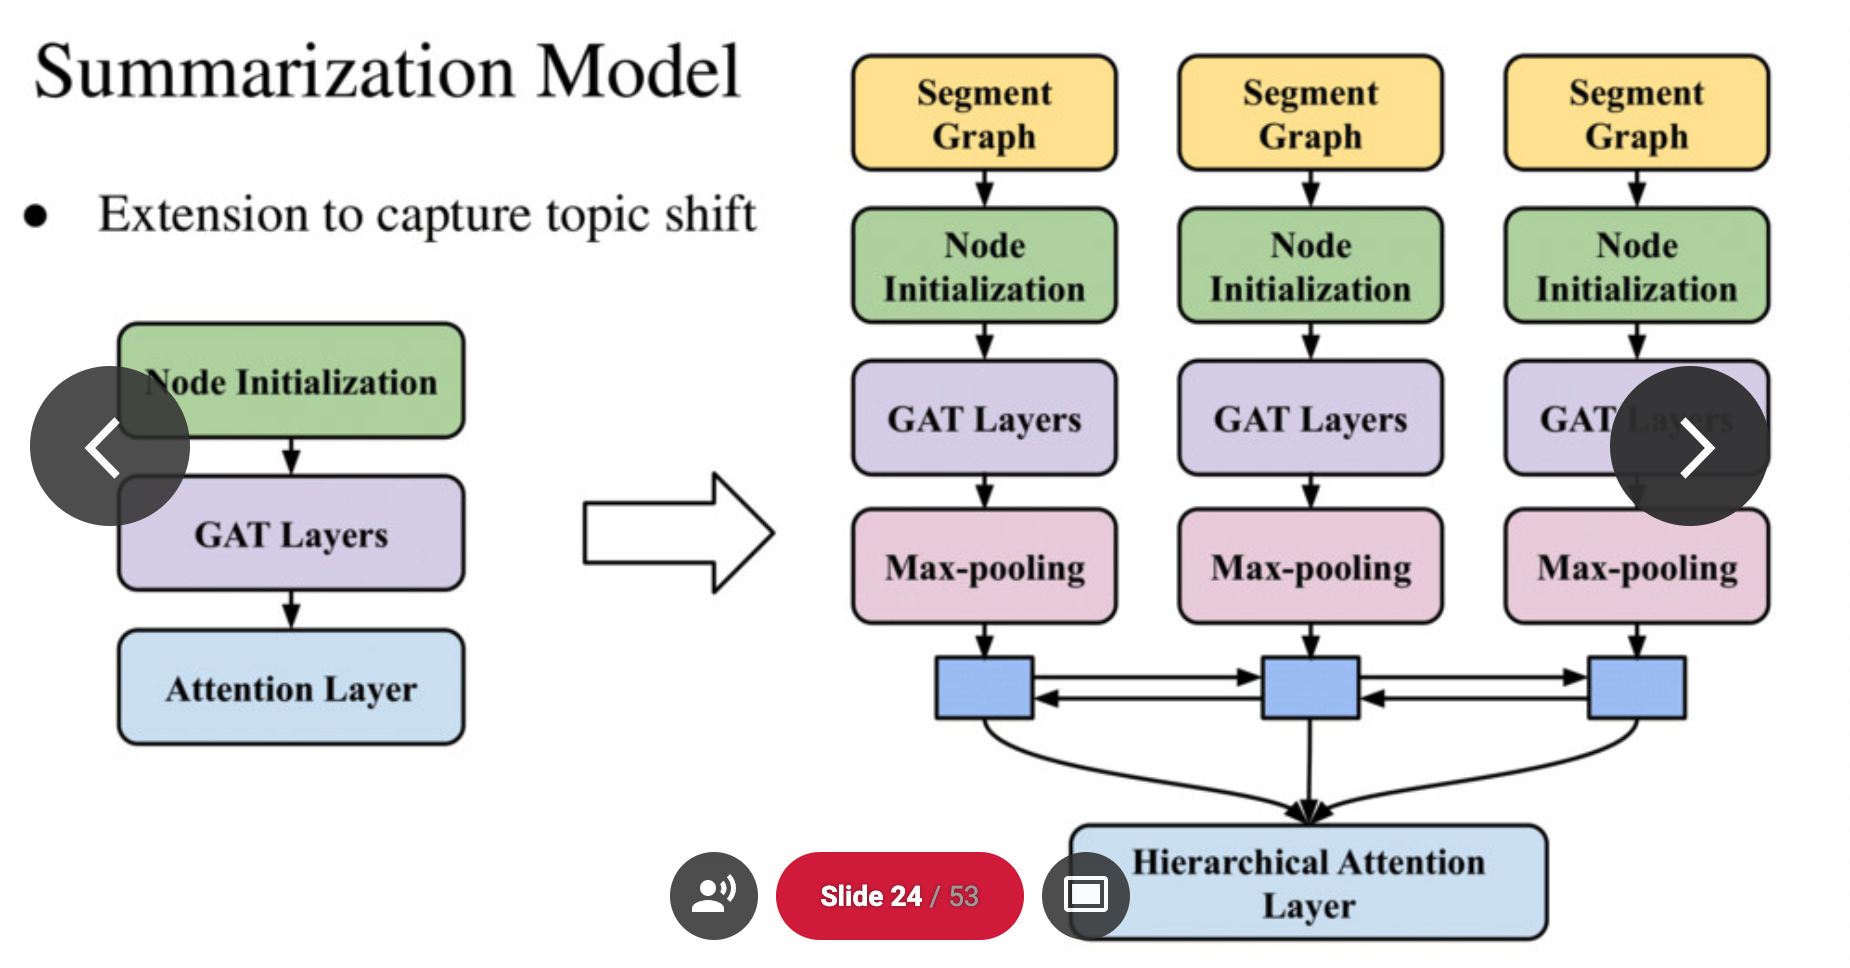 Summarization Model
● Extension to capture topic shift
Node Initialization
GAT Layers
Attention Layer
Segment
Graph
Segment
Graph
Segment
Graph
Node
Initialization
Node
Initialization
Node
Initialization
GAT Layers
GAT Layers
GAT Layers
Max-pooling
Max-pooling
Max-pooling
Hierarchical Attention
Layer
Slide 24 / 53